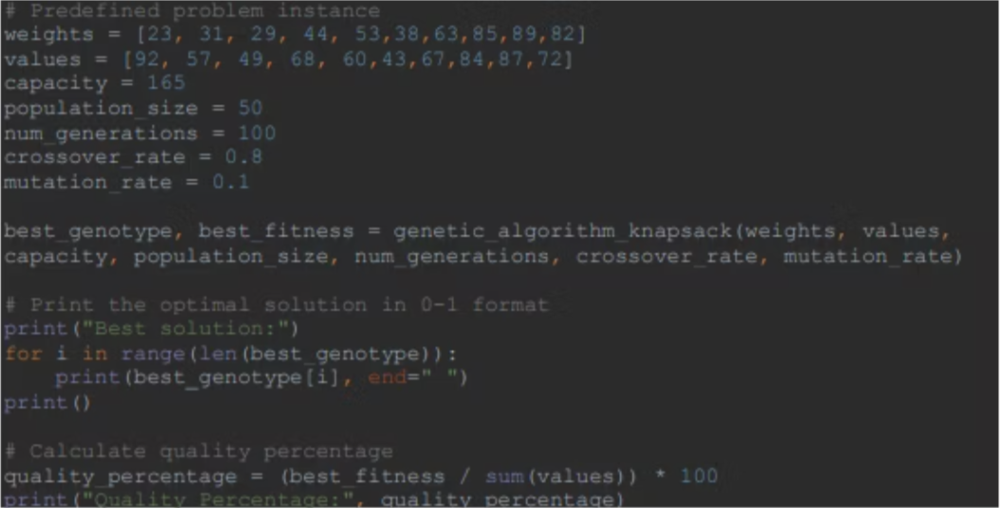 # Predefined problem instance
weights = [23, 31, 29, 44, 53,38,63,85,89,82]
values = [92, 57, 49, 68, 60,43,67,84,87,72]
capacity = 165
population_size = 50
num_generations = 100
crossover_rate = 0.8
mutation_rate = 0.1
best_genotype, best_fitness = genetic_algorithm_knapsack(weights, values,
capacity, population_size, num_generations, crossover_rate, mutation_rate)
# Print the optimal solution in 0-1 format
print("Best solution:")
for i in range(len(best_genotype)):
    print(best_genotype[i], end=" ")
print()
# Calculate quality percentage
quality_percentage = (best_fitness / sum(values)) * 100
print("Quality Percentage:", quality_percentage)